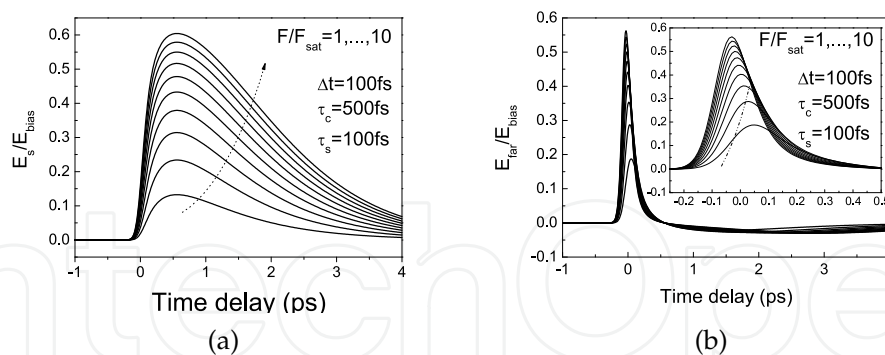 0.6
0.5
0.4
0.3
0.2
0.1
0.0
E_s/E_bias
F/F_sat=1,...,10
Δt=100fs
τ_c=500fs
τ_s=100fs
-1 0 1 2 3 4
Time delay (ps)
(a)
0.6
0.5
0.4
0.3
0.2
0.1
0.0
-0.1
E_far/E_bias
0.6
0.5
0.4
0.3
0.2
0.1
0.0
-0.1
F/F_sat=1,...,10
Δt=100fs
τ_c=500fs
τ_s=100fs
-0.2 -0.1 0.0 0.1 0.2 0.3 0.4 0.5
-1 0 1 2 3
Time delay (ps)
(b)